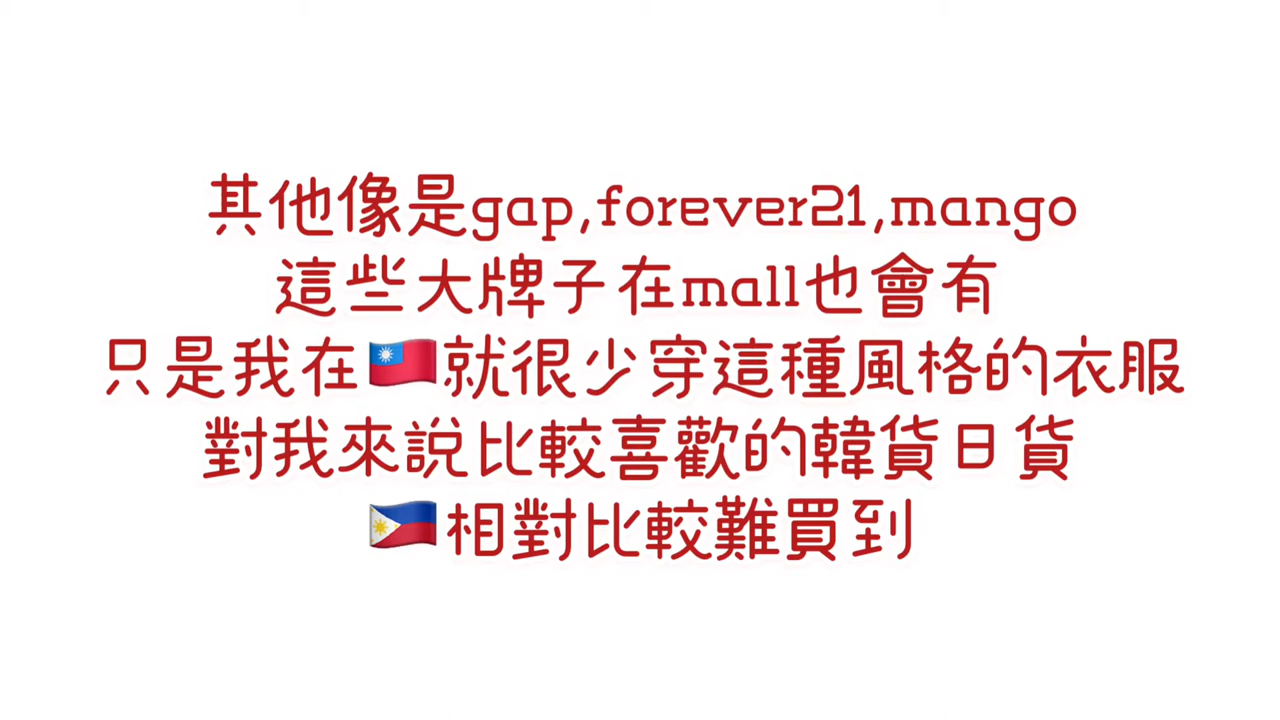 其他像是gap,forever21,mango
這些大牌子在mall也會有
只是我在🇹🇼就很少穿這種風格的衣服
對我來說比較喜歡的韓貨日貨
🇵🇭相對比較難買到